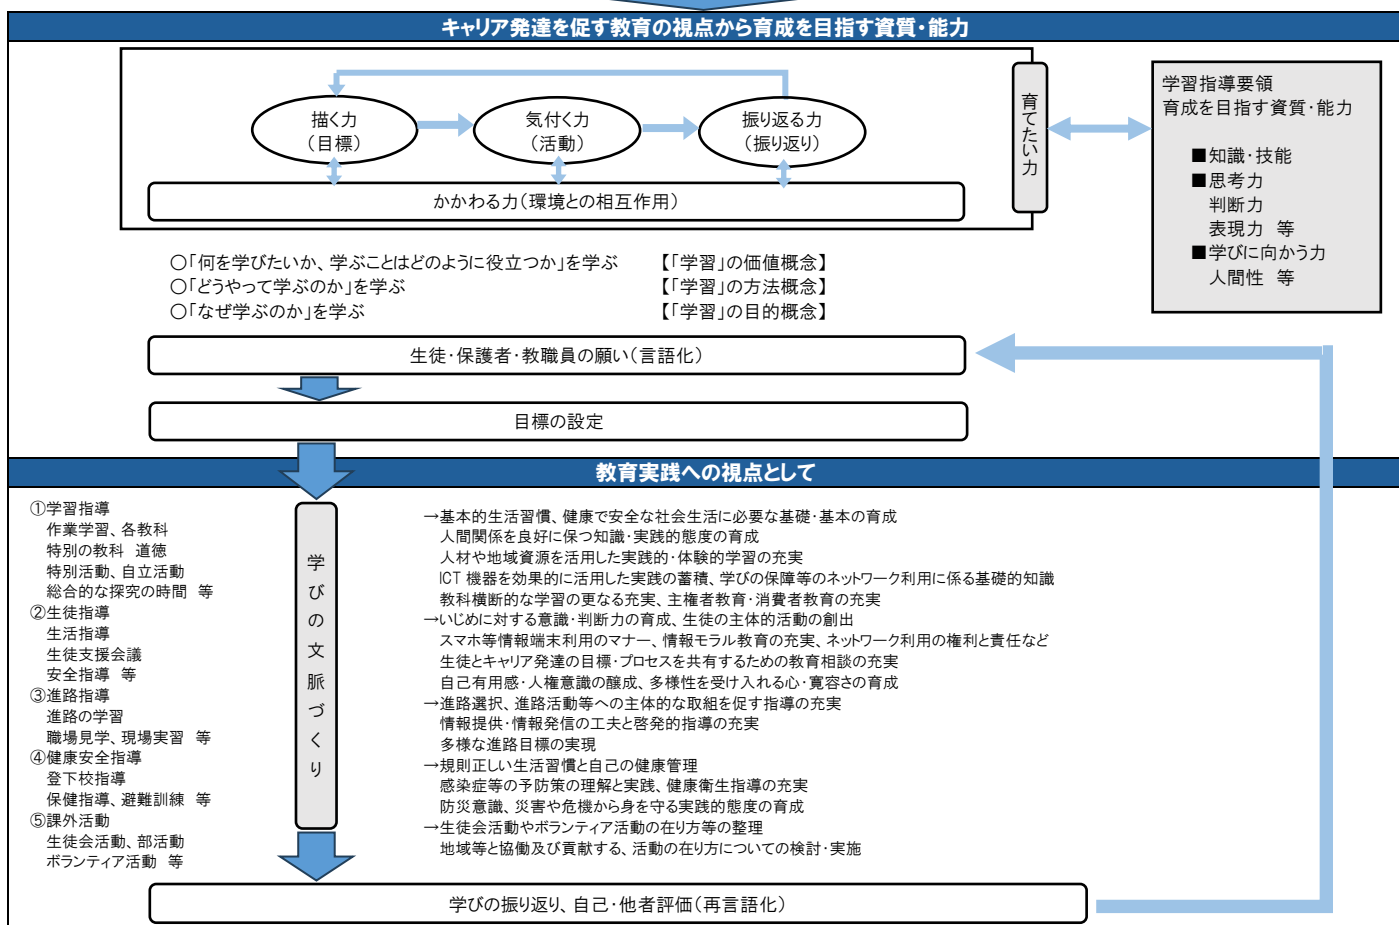 キャリア発達を促す教育の視点から育成を目指す資質・能力
描く力
（目標）
気付く力
（活動）
振り返る力
（振り返り）
かかわる力（環境との相互作用）
育てたい力
学習指導要領
育成を目指す資質・能力
■知識・技能
■思考力
判断力
表現力　等
■学びに向かう力
人間性　等
○「何を学びたいか、学ぶことはどのように役立つか」を学ぶ　【「学習」の価値概念】
○「どうやって学ぶのか」を学ぶ　【「学習」の方法概念】
○「なぜ学ぶのか」を学ぶ　【「学習」の目的概念】
生徒・保護者・教職員の願い（言語化）
目標の設定
教育実践への視点として
①学習指導
作業学習、各教科
特別の教科　道徳
特別活動、自立活動
総合的な探究の時間　等
②生徒指導
生活指導
生徒支援会議
安全指導　等
③進路指導
進路の学習
職場見学、現場実習　等
④健康安全指導
登下校指導
保健指導、避難訓練　等
⑤課外活動
生徒会活動、部活動
ボランティア活動　等
学びの文脈づくり
→基本的生活習慣、健康で安全な社会生活に必要な基礎・基本の育成
人間関係を良好に保つ知識・実践的態度の育成
人材や地域資源を活用した実践的・体験的学習の充実
ICT 機器を効果的に活用した実践の蓄積、学びの保障等のネットワーク利用に係る基礎的知識
教科横断的な学習の更なる充実、主権者教育・消費者教育の充実
→いじめに対する意識・判断力の育成、生徒の主体的活動の創出
スマホ等情報端末利用のマナー、情報モラル教育の充実、ネットワーク利用の権利と責任など
生徒とキャリア発達の目標・プロセスを共有するための教育相談の充実
自己有用感・人権意識の醸成、多様性を受け入れる心・寛容さの育成
→進路選択、進路活動等への主体的な取組を促す指導の充実
情報提供・情報発信の工夫と啓発的指導の充実
多様な進路目標の実現
→規則正しい生活習慣と自己の健康管理
感染症等の予防策の理解と実践、健康衛生指導の充実
防災意識、災害や危機から身を守る実践的態度の育成
→生徒会活動やボランティア活動の在り方等の整理
地域等と協働及び貢献する、活動の在り方についての検討・実施
学びの振り返り、自己・他者評価（再言語化）